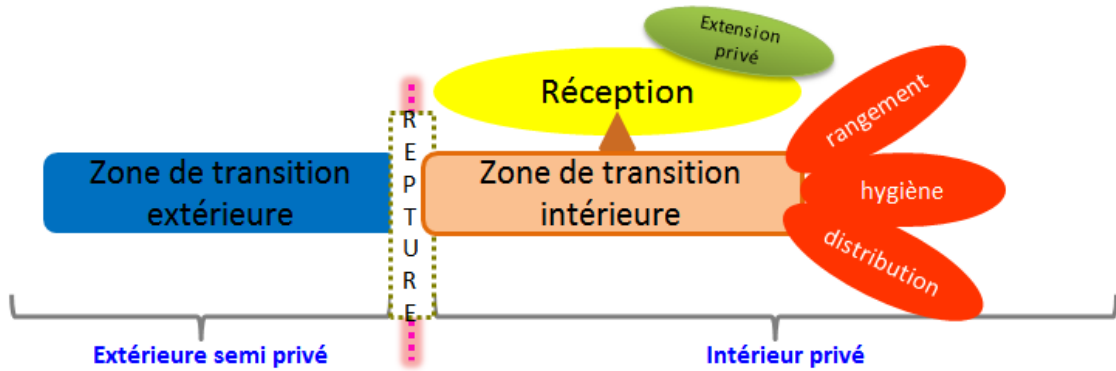 Extension
privé
Réception
rangement
Zone de transition
extérieure
REPTURE
Zone de transition
intérieure
hygiène
distribution
Extérieure semi privé
Intérieur privé